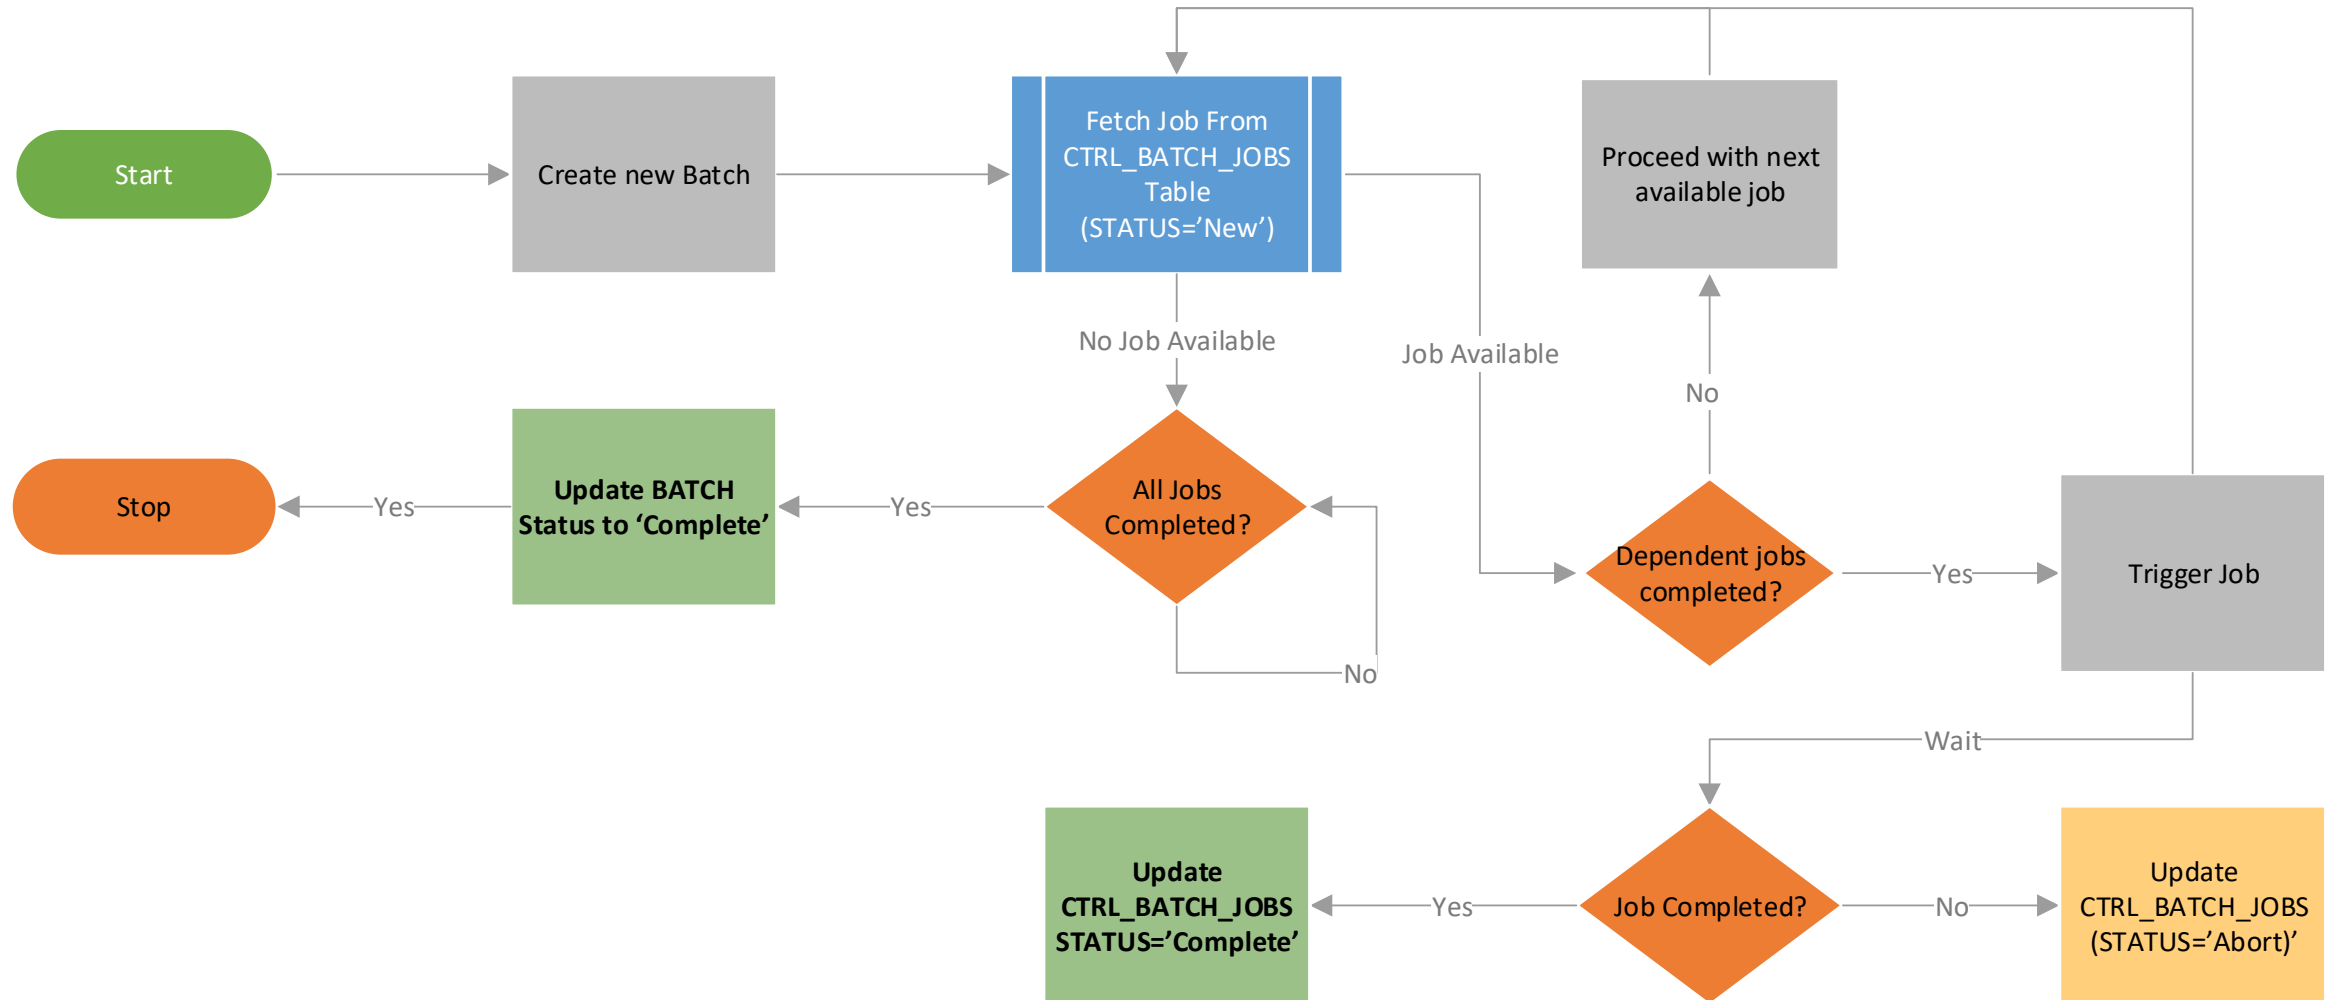 Start
Create new Batch
Fetch Job From
CTRL_BATCH_JOBS
Table
(STATUS=’New’)
Proceed with next
available job
No Job Available
Job Available
No
Stop
Yes
Update BATCH
Status to ‘Complete’
Yes
All Jobs
Completed?
No
Dependent jobs
completed?
Yes
Trigger Job
Wait
Update
CTRL_BATCH_JOBS
STATUS=’Complete’
Yes
Job Completed?
No
Update
CTRL_BATCH_JOBS
(STATUS=’Abort)’